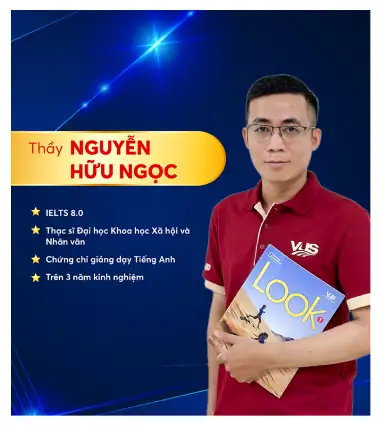 Thầy NGUYỄN
HỮU NGỌC
IELTS 8.0
Thạc sĩ Đại học Khoa học Xã hội và
Nhân văn
Chứng chỉ giảng dạy Tiếng Anh
Trên 3 năm kinh nghiệm
VUS
VUS
LOOK